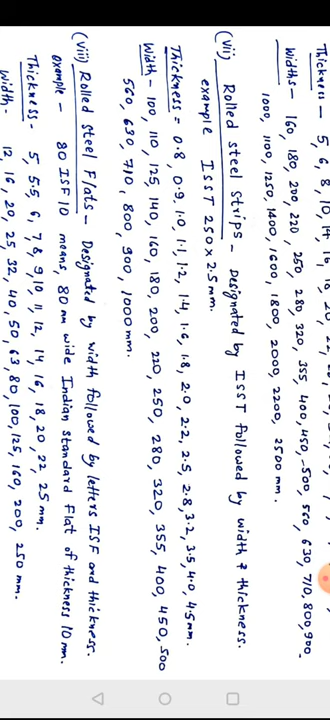 Thickness - 5, 6, 8, 10,
Widths - 160, 180, 200, 220, 250, 280, 320, 355, 400, 450, 500, 550, 630, 710, 800, 900.
1000, 1100, 1250, 1400, 1600, 1800, 2000, 2200, 2500 mm.
(vii) Rolled steel strips - Designated by ISST followed by width & thickness.
example ISST 250 x 2.5 mm.
Thickness = 0.8, 0.9, 1.0, 1.1, 1.2, 1.4, 1.6, 1.8, 2.0, 2.2, 2.5, 2.8, 3.2, 3.5, 4.0, 4.5 mm.
Width - 100, 110, 125, 140, 160, 180, 200, 220, 250, 280, 320, 355, 400, 450, 500
560, 630, 710, 800, 900, 1000 mm.
(viii) Rolled steel Flats - Designated by width followed by letters ISF and thickness.
example - 80 ISF 10 means, 80 mm wide Indian Standard Flat of thickness 10 mm.
Thickness - 5, 5.5, 6, 7, 8, 9, 10, 11, 12, 14, 16, 18, 20, 22, 25 mm.
width - 12, 16, 20, 25, 32, 40, 50, 63, 80, 100, 125, 160, 200, 250 mm.